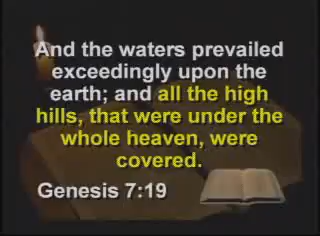 And the waters prevailed
exceedingly upon the
earth; and all the high
hills, that were under the
whole heaven, were
covered.
Genesis 7:19